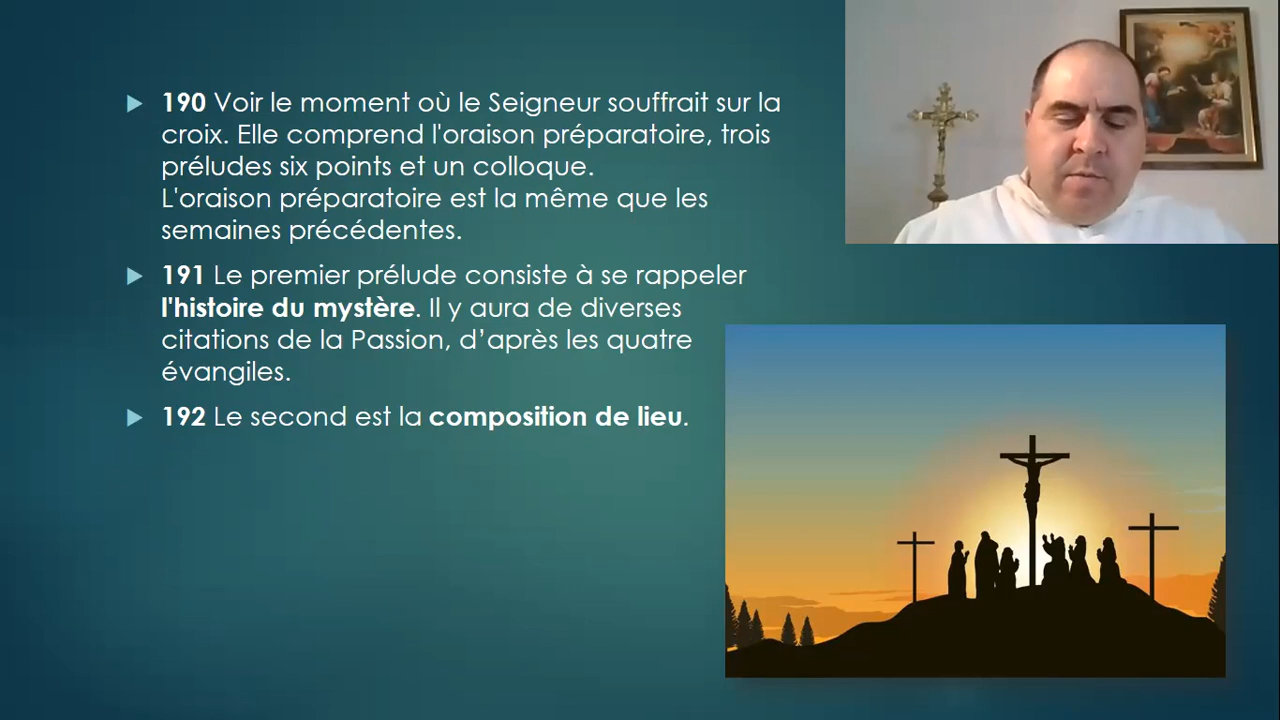 190 Voir le moment où le Seigneur souffrait sur la
croix. Elle comprend l'oraison préparatoire, trois
préludes six points et un colloque.
L'oraison préparatoire est la même que les
semaines précédentes.
191 Le premier prélude consiste à se rappeler
l'histoire du mystère. Il y aura de diverses
citations de la Passion, d’après les quatre
évangiles.
192 Le second est la composition de lieu.